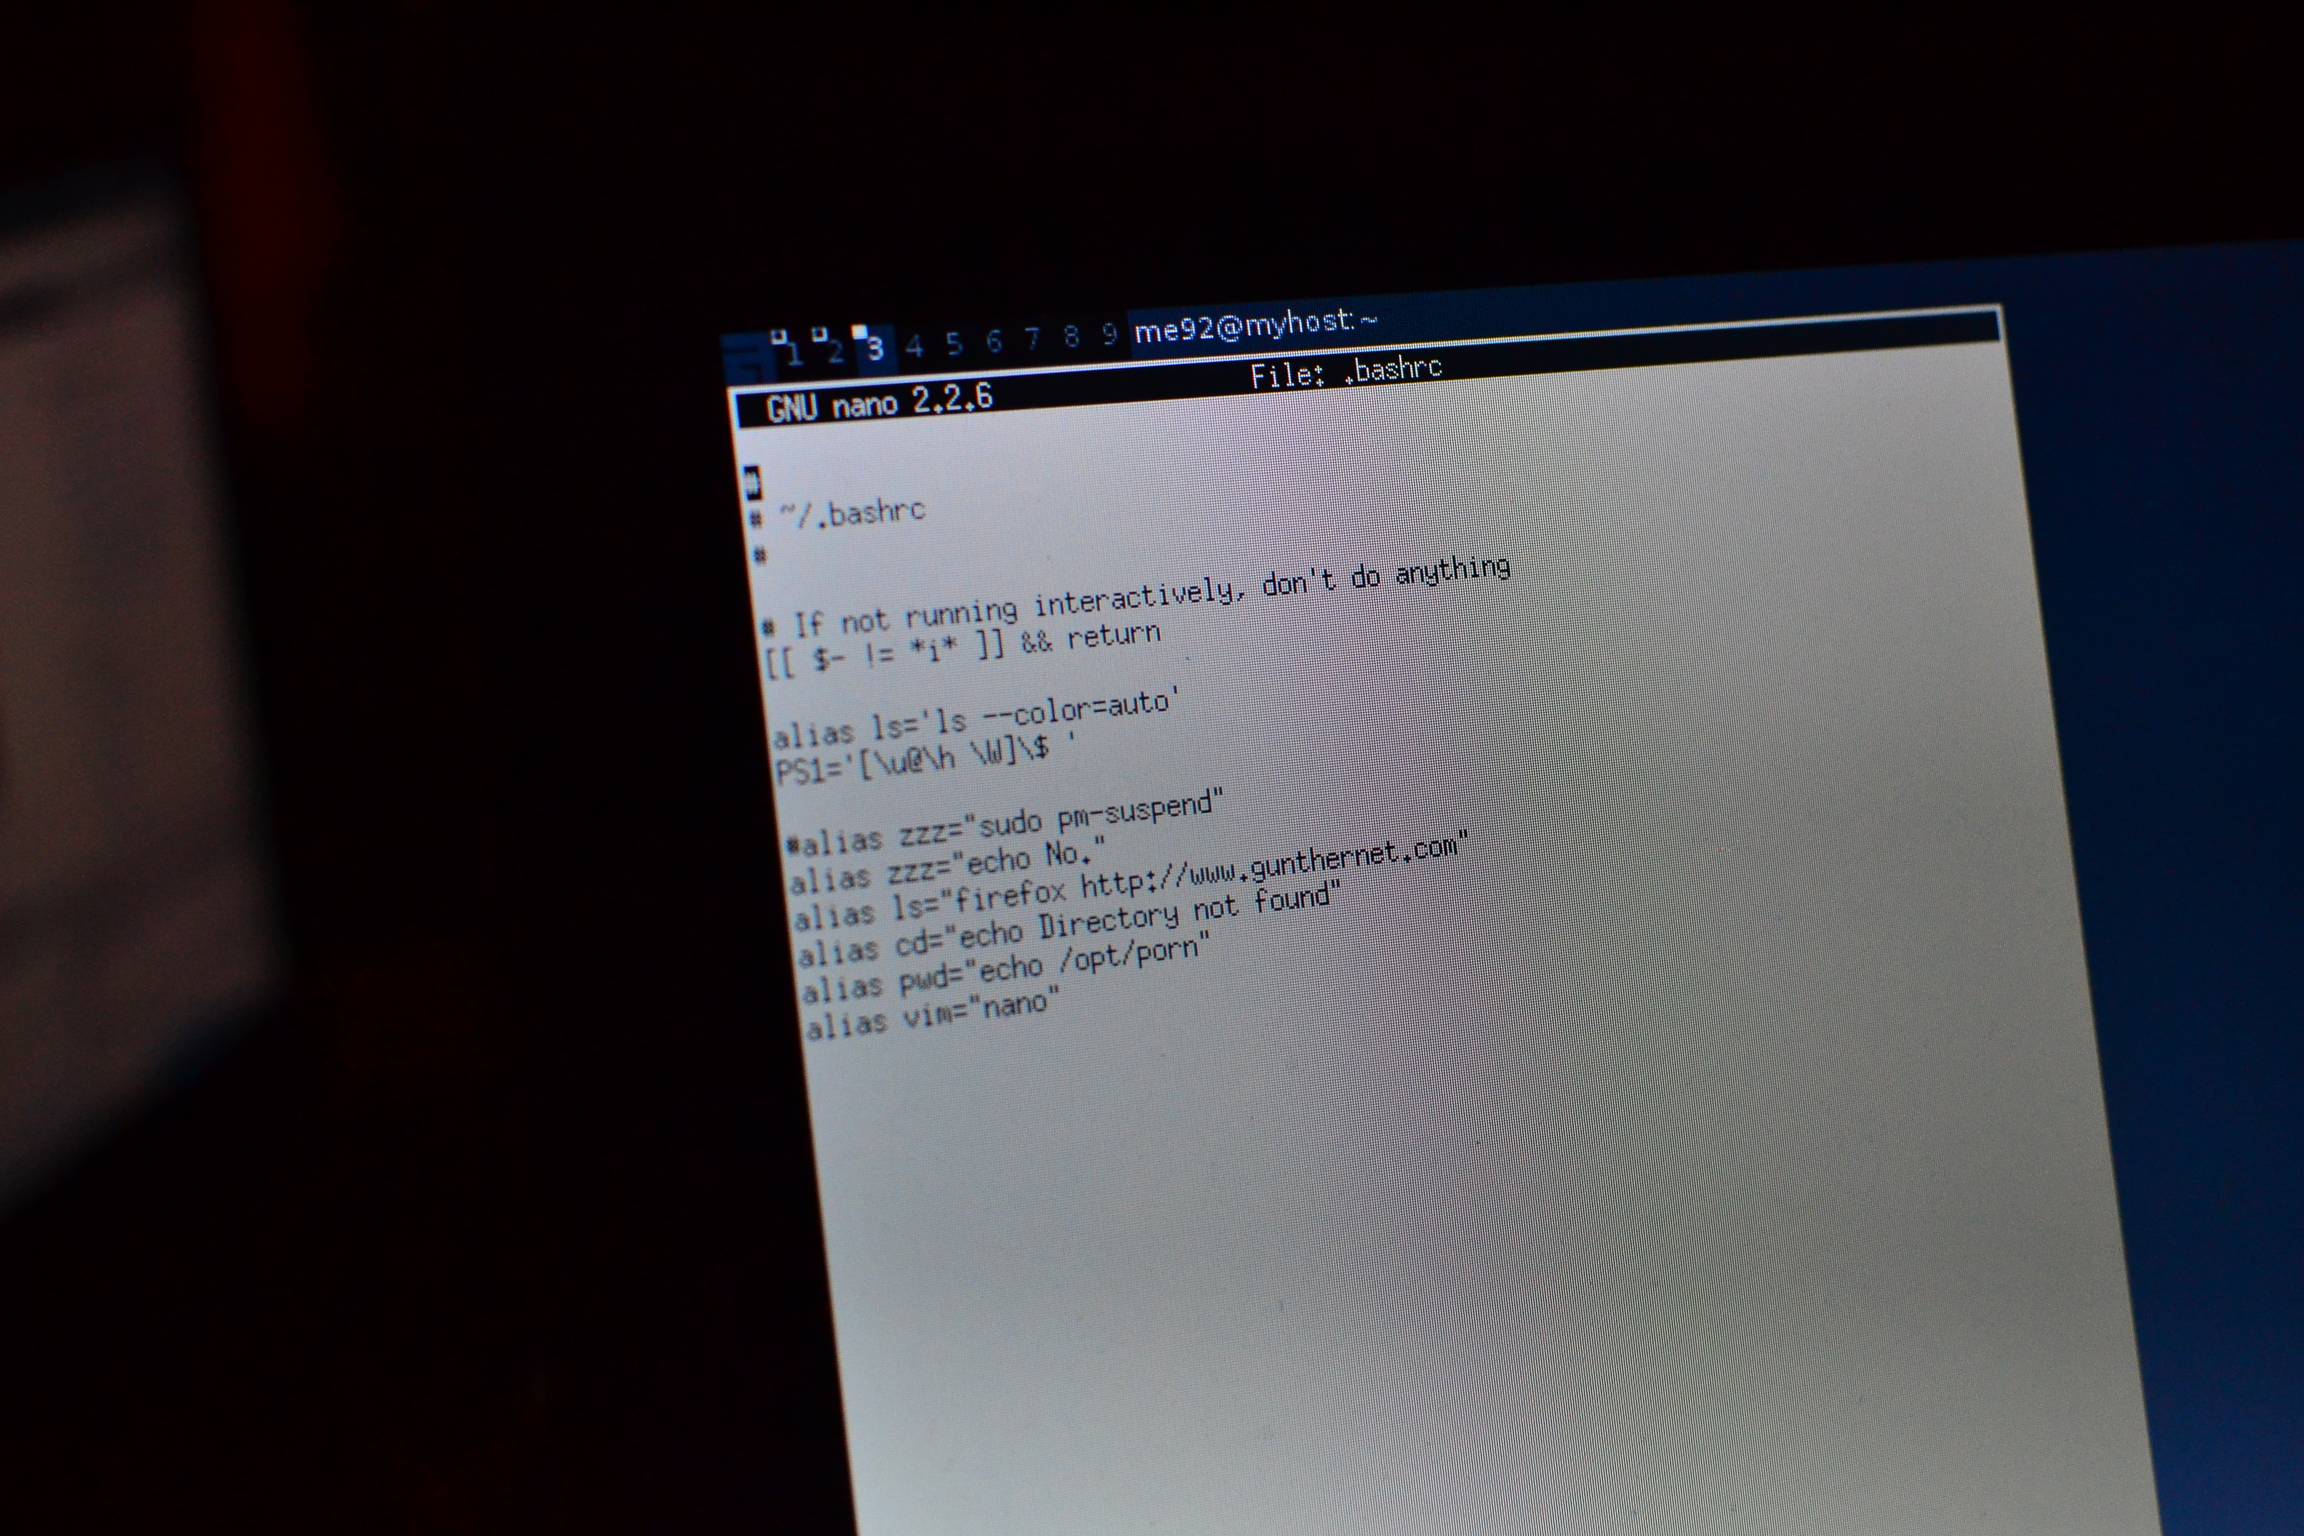 1 2 3 4 5 6 7 8 9 me92@myhost: ~
GNU nano 2.2.6 File: .bashrc
#
# ~/.bashrc
#
# If not running interactively, don't do anything
[[ $- != *i* ]] && return
alias ls='ls --color=auto'
PS1='[\u@\h \W]\$ '
#alias zzz="sudo pm-suspend"
alias zzz="echo No."
alias ls="firefox http://www.gunthernet.com"
alias cd="echo Directory not found"
alias pwd="echo /opt/porn"
alias vim="nano"